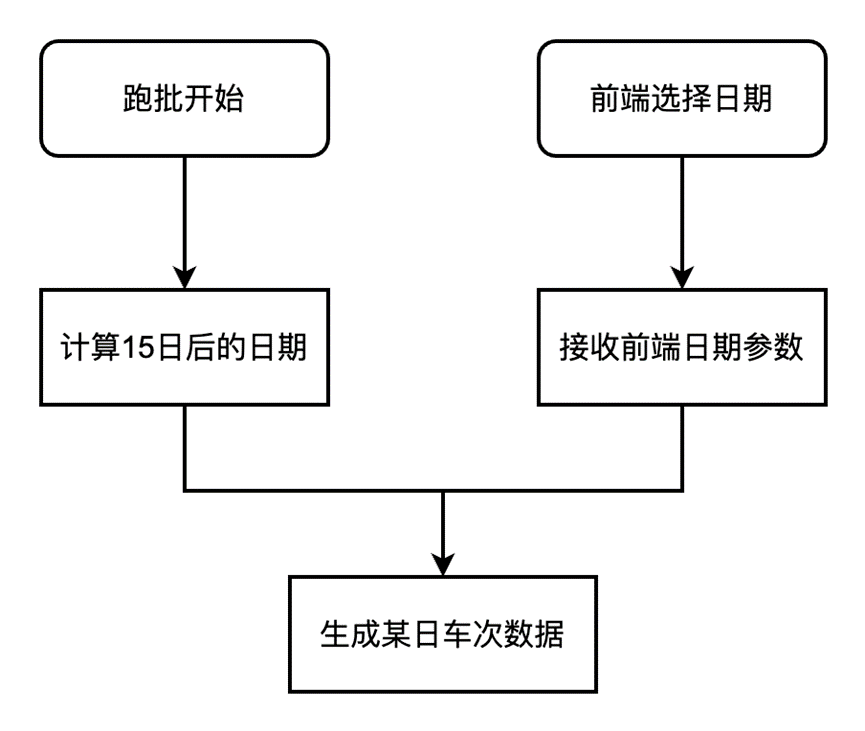 跑批开始
前端选择日期
计算15日后的日期
接收前端日期参数
生成某日车次数据